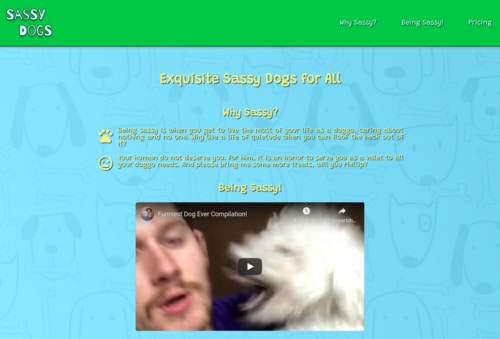 SASSY
DOGS
Why Sassy?
Being Sassy!
Pricing
Exquisite Sassy Dogs for All
Why Sassy?
Being sassy is when you get to live the most of your life as a doggo, caring about
nothing and no one. Why live a life of quietude when you can Roof the heck out of
it?
Your human do not deserve you. For him, it is an honor to serve you as a valet to all
your doggo needs. And please bring me some more treats, will you Phillip?
Being Sassy!
Funniest Dog Ever Compilation!